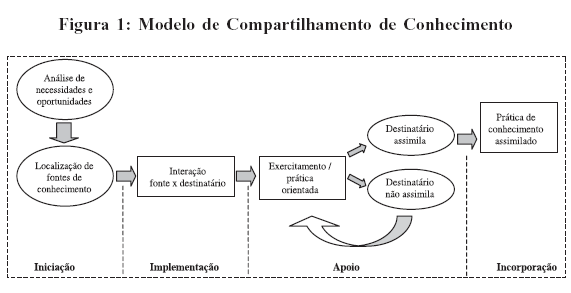 Figura 1: Modelo de Compartilhamento de Conhecimento
Análise de
necessidades e
oportunidades
Localização de
fontes de
conhecimento
Interação
fonte x destinatário
Exercitamento /
prática
orientada
Destinatário
assimila
Destinatário
não assimila
Prática de
conhecimento
assimilado
Iniciação
Implementação
Apoio
Incorporação